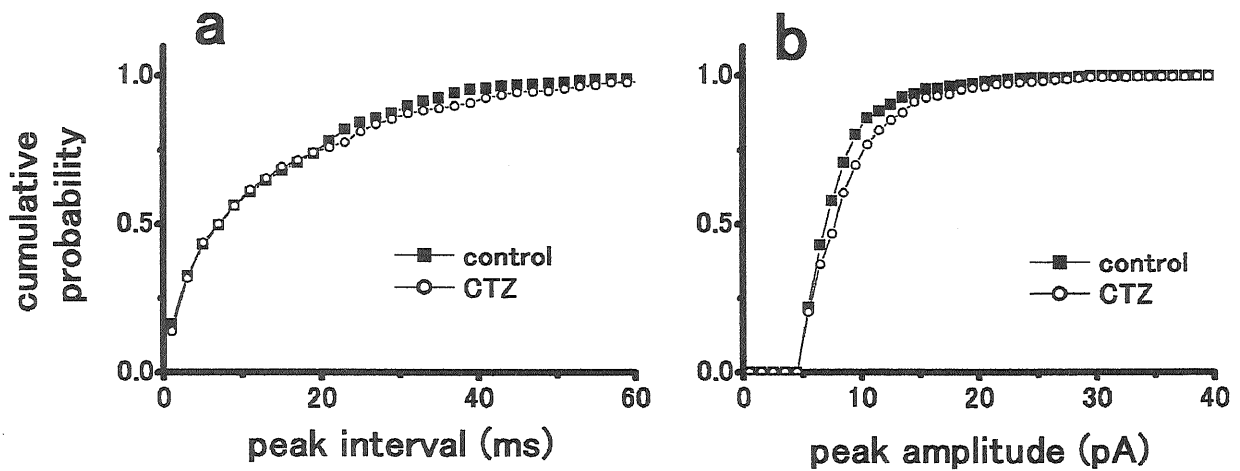 a
cumulative
probability
1.0
0.5
0.0
0
20
40
60
control
CTZ
peak interval (ms)
b
1.0
0.5
0.0
0
10
20
30
40
control
CTZ
peak amplitude (pA)